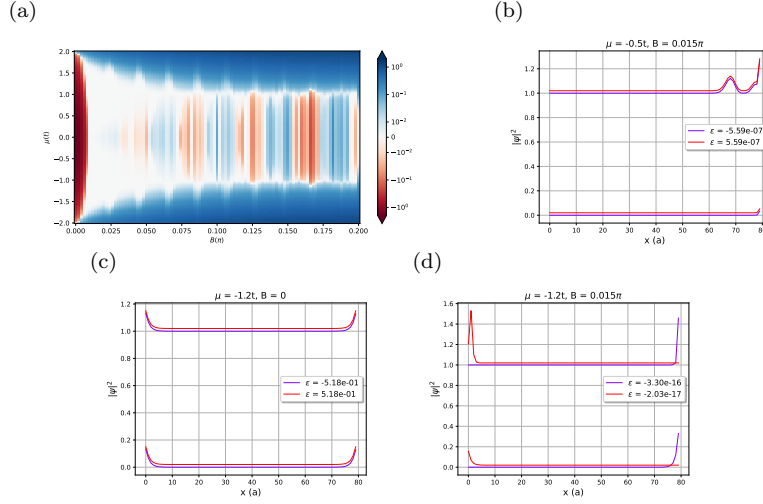 (a)
2.0
1.5
1.0
0.5
0.0
−0.5
−1.0
−1.5
−2.0
μ(t)
0.000 0.025 0.050 0.075 0.100 0.125 0.150 0.175 0.200
B(π)
10⁰
10⁻¹
10⁻²
0
−10⁻²
−10⁻¹
−10⁰
(b)
μ = -0.5t, B = 0.015π
1.2
1.0
0.8
0.6
0.4
0.2
0.0
|ψ|²
ε = -5.59e-07
ε = 5.59e-07
0 10 20 30 40 50 60 70 80
x (a)
(c)
μ = -1.2t, B = 0
1.2
1.0
0.8
0.6
0.4
0.2
0.0
|ψ|²
ε = -5.18e-01
ε = 5.18e-01
0 10 20 30 40 50 60 70 80
x (a)
(d)
μ = -1.2t, B = 0.015π
1.6
1.4
1.2
1.0
0.8
0.6
0.4
0.2
0.0
|ψ|²
ε = -3.30e-16
ε = -2.03e-17
0 10 20 30 40 50 60 70 80
x (a)